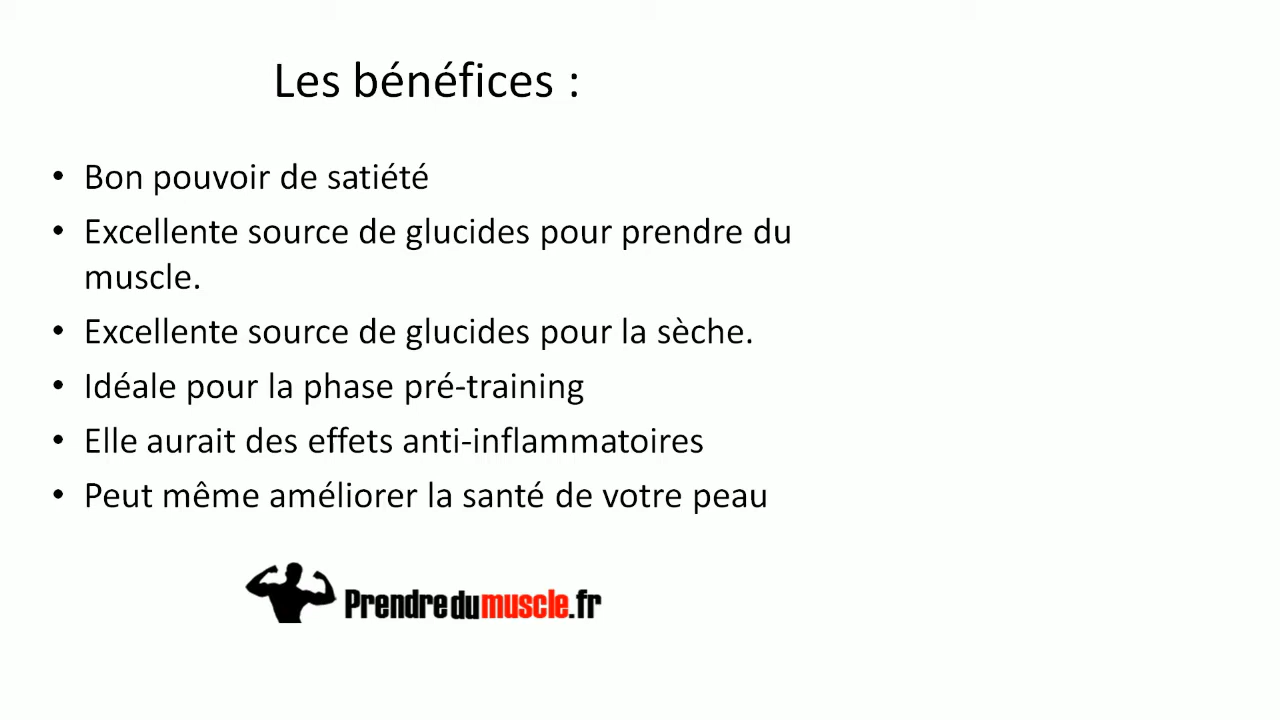 Les bénéfices :
• Bon pouvoir de satiété
• Excellente source de glucides pour prendre du
muscle.
• Excellente source de glucides pour la sèche.
• Idéale pour la phase pré-training
• Elle aurait des effets anti-inflammatoires
• Peut même améliorer la santé de votre peau
Prendredumuscle.fr